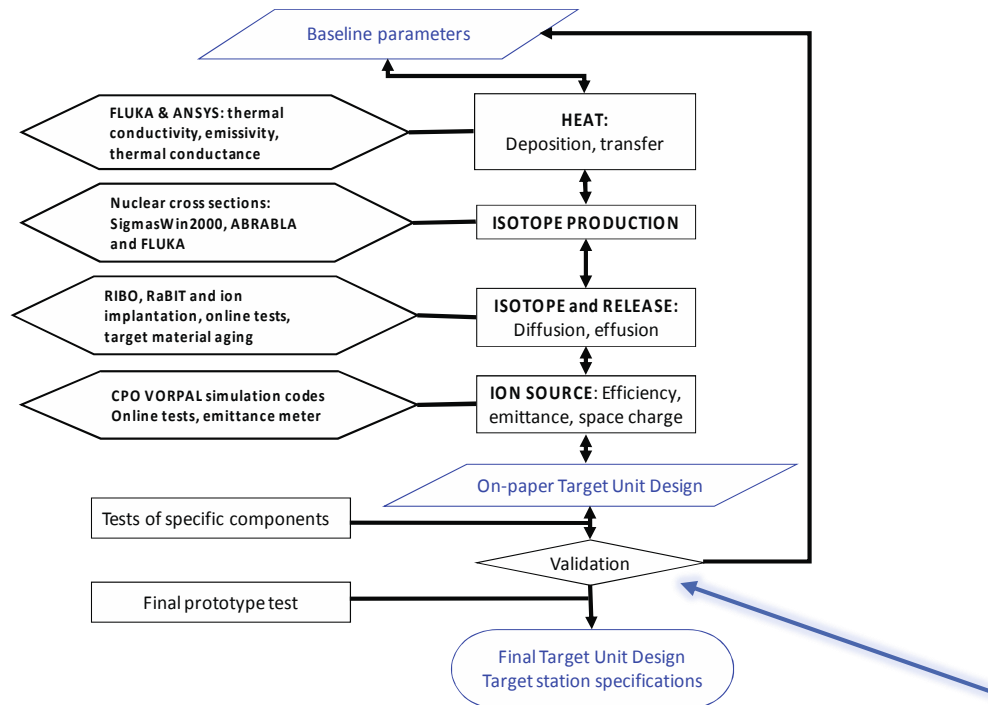 Baseline parameters
FLUKA & ANSYS: thermal
conductivity, emissivity,
thermal conductance
HEAT:
Deposition, transfer
Nuclear cross sections:
SigmasWin2000, ABRABLA
and FLUKA
ISOTOPE PRODUCTION
RIBO, RaBIT and ion
implantation, online tests,
target material aging
ISOTOPE and RELEASE:
Diffusion, effusion
CPO VORPAL simulation codes
Online tests, emittance meter
ION SOURCE: Efficiency,
emittance, space charge
On-paper Target Unit Design
Tests of specific components
Validation
Final prototype test
Final Target Unit Design
Target station specifications